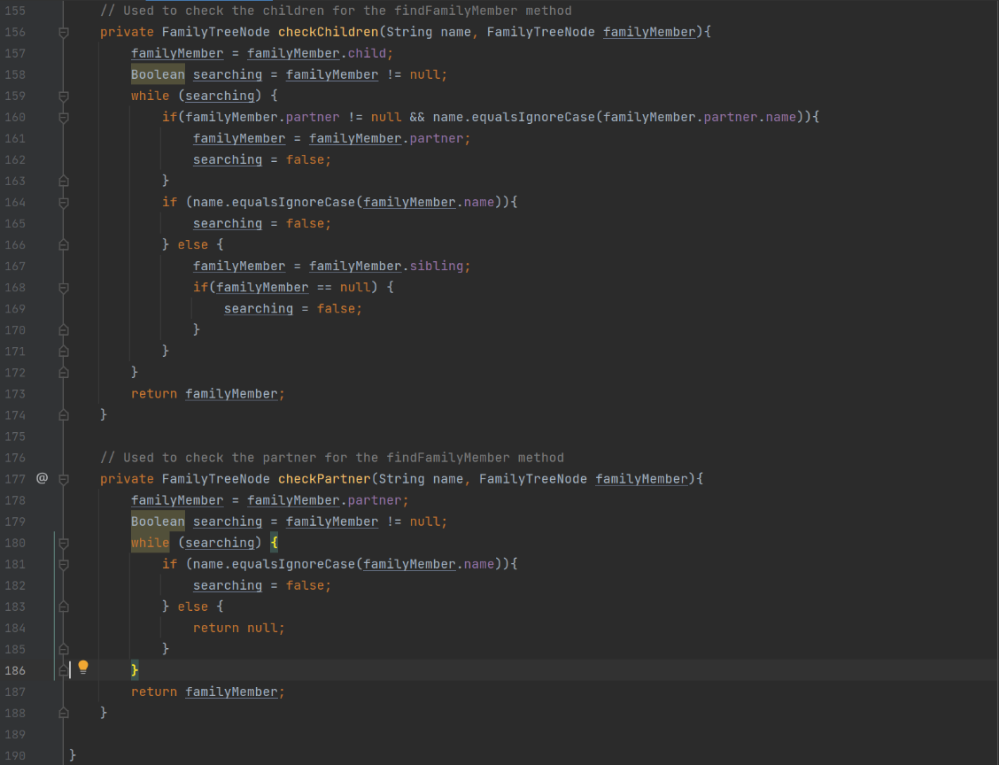 155 // Used to check the children for the findFamilyMember method
156 private FamilyTreeNode checkChildren(String name, FamilyTreeNode familyMember){
157 familyMember = familyMember.child;
158 Boolean searching = familyMember != null;
159 while (searching) {
160 if(familyMember.partner != null && name.equalsIgnoreCase(familyMember.partner.name)){
161 familyMember = familyMember.partner;
162 searching = false;
163 }
164 if (name.equalsIgnoreCase(familyMember.name)){
165 searching = false;
166 } else {
167 familyMember = familyMember.sibling;
168 if(familyMember == null) {
169 searching = false;
170 }
171 }
172 }
173 return familyMember;
174 }
175
176 // Used to check the partner for the findFamilyMember method
177 @ private FamilyTreeNode checkPartner(String name, FamilyTreeNode familyMember){
178 familyMember = familyMember.partner;
179 Boolean searching = familyMember != null;
180 while (searching) {
181 if (name.equalsIgnoreCase(familyMember.name)){
182 searching = false;
183 } else {
184 return null;
185 }
186 }
187 return familyMember;
188 }
189
190 }